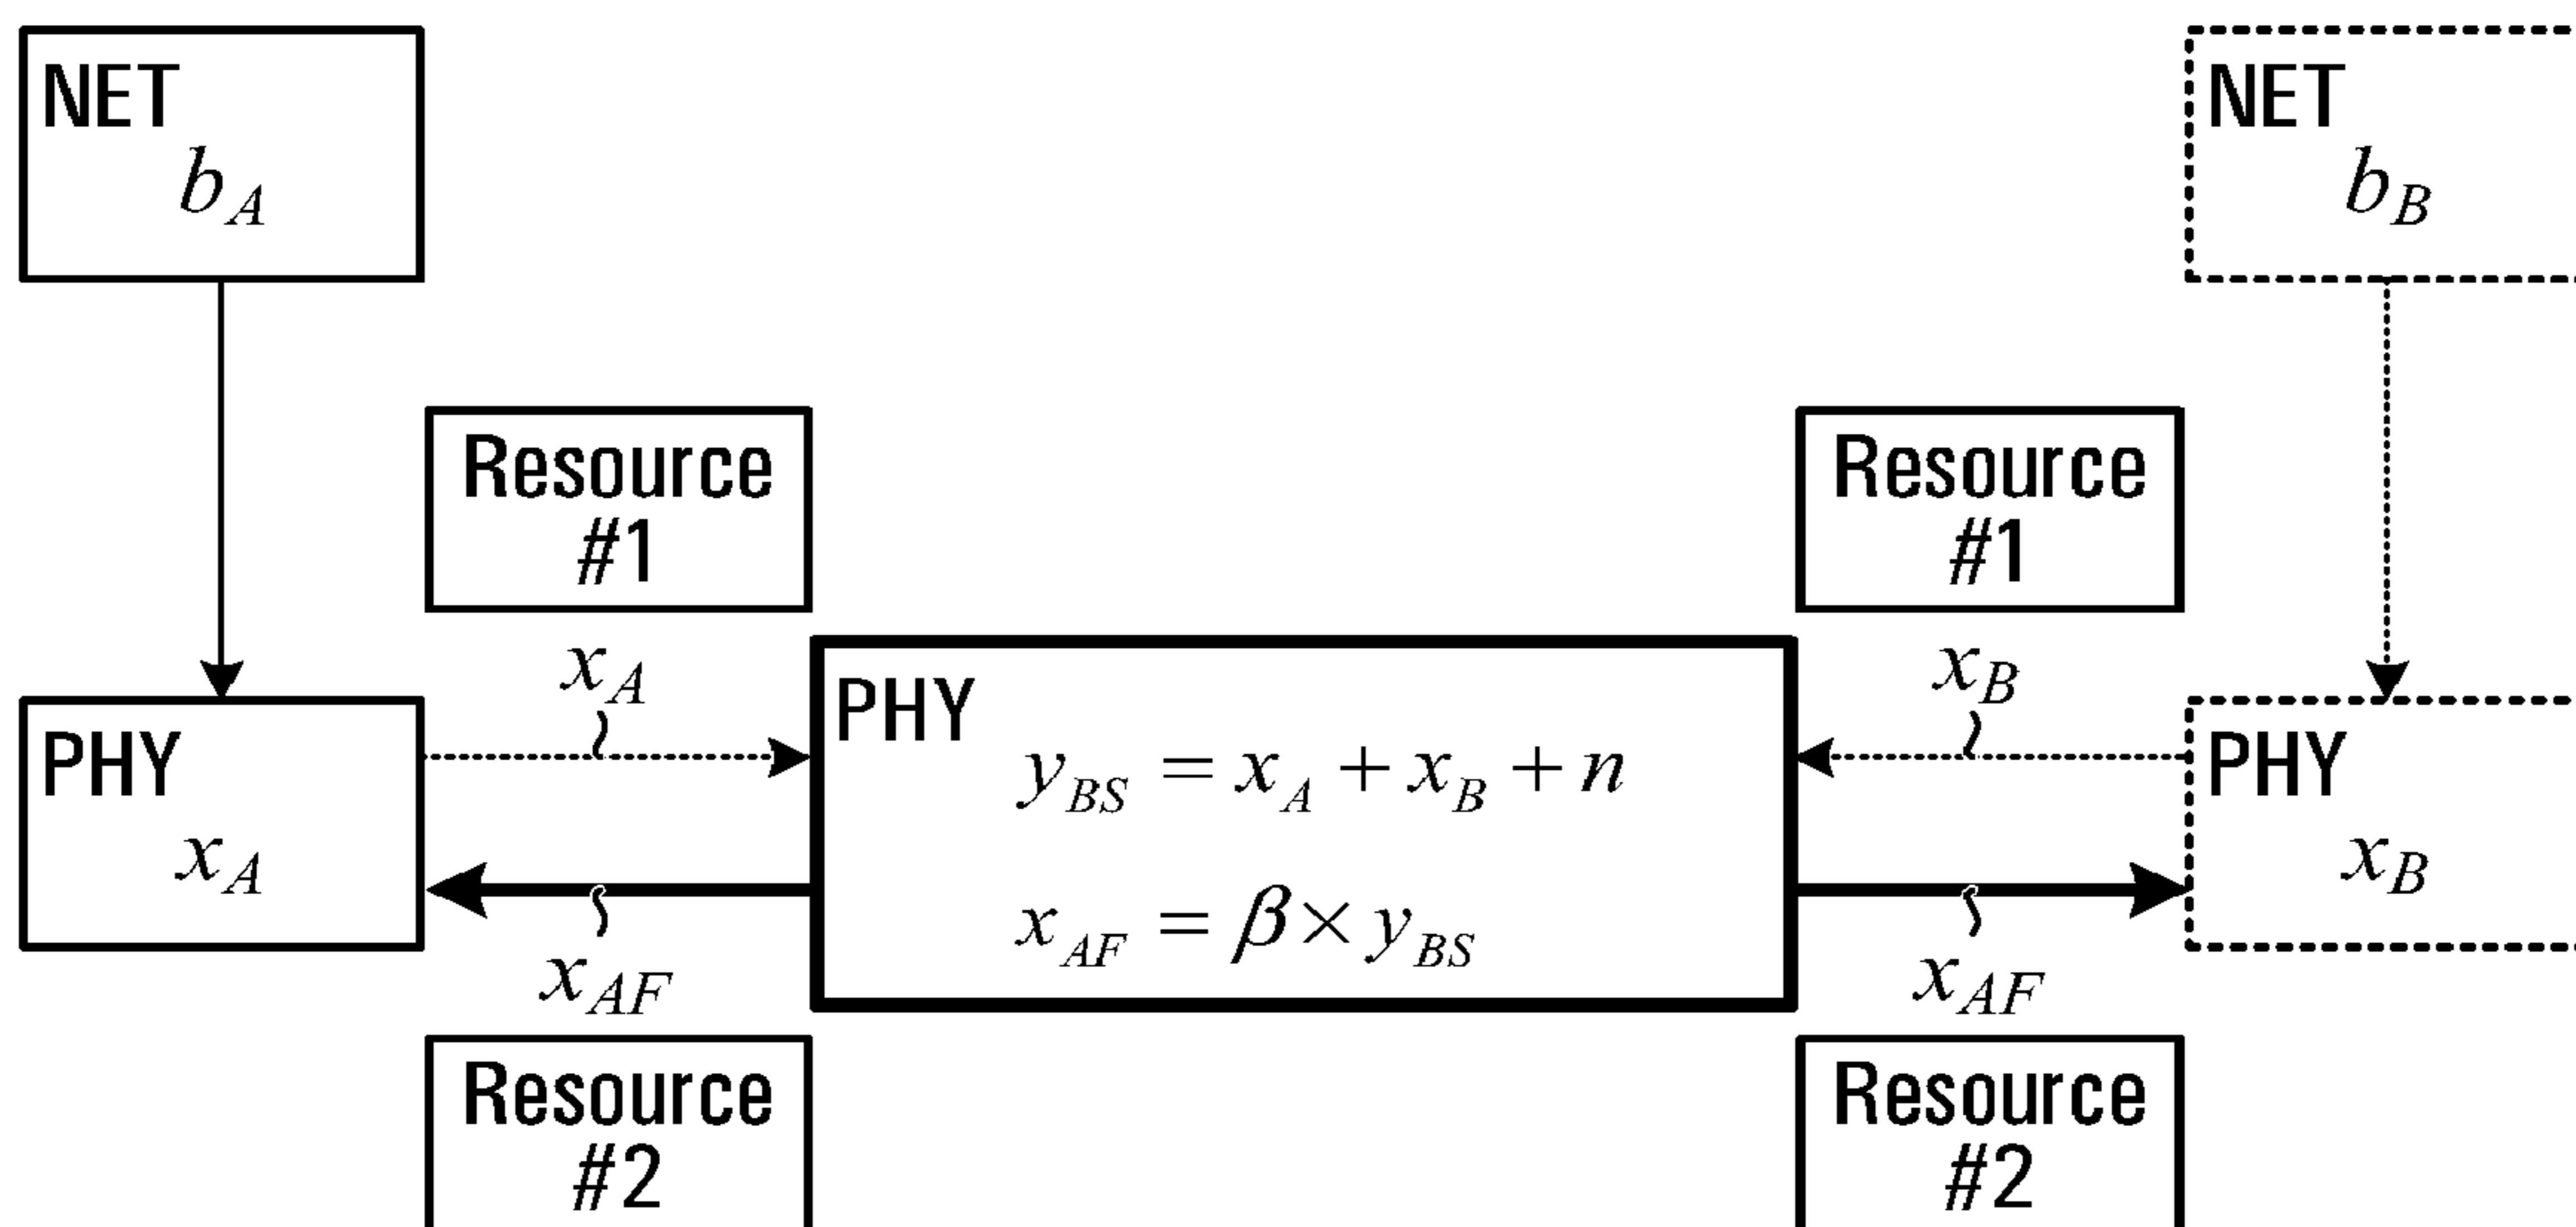 NET
b_A
NET
b_B
Resource
#1
Resource
#1
x_A
x_B
PHY
x_A
PHY
y_BS = x_A + x_B + n
x_AF = β × y_BS
PHY
x_B
x_AF
x_AF
Resource
#2
Resource
#2